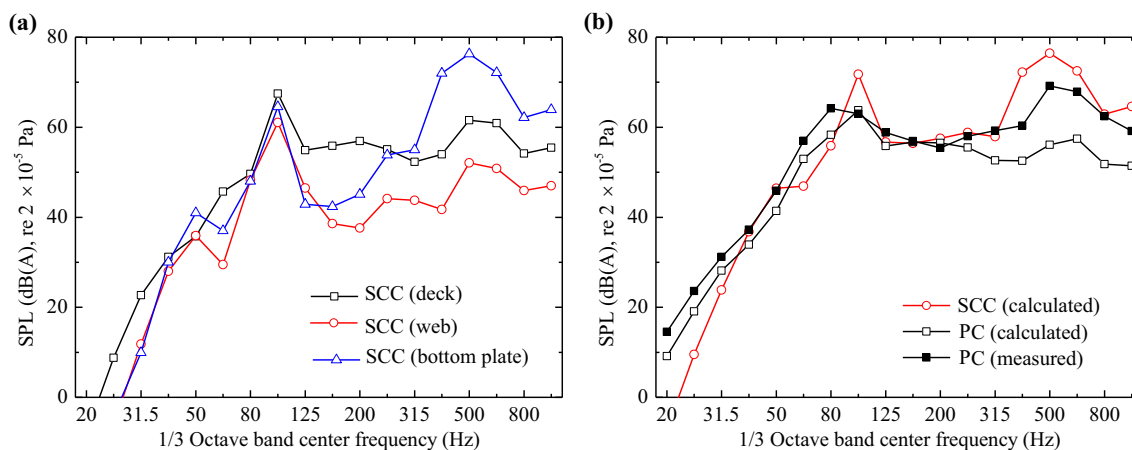 (a)
80
60
40
20
0
SPL (dB(A), re 2 × 10⁻⁵ Pa)
SCC (deck)
SCC (web)
SCC (bottom plate)
20 31.5 50 80 125 200 315 500 800
1/3 Octave band center frequency (Hz)
(b)
80
60
40
20
0
SPL (dB(A), re 2 × 10⁻⁵ Pa)
SCC (calculated)
PC (calculated)
PC (measured)
20 31.5 50 80 125 200 315 500 800
1/3 Octave band center frequency (Hz)